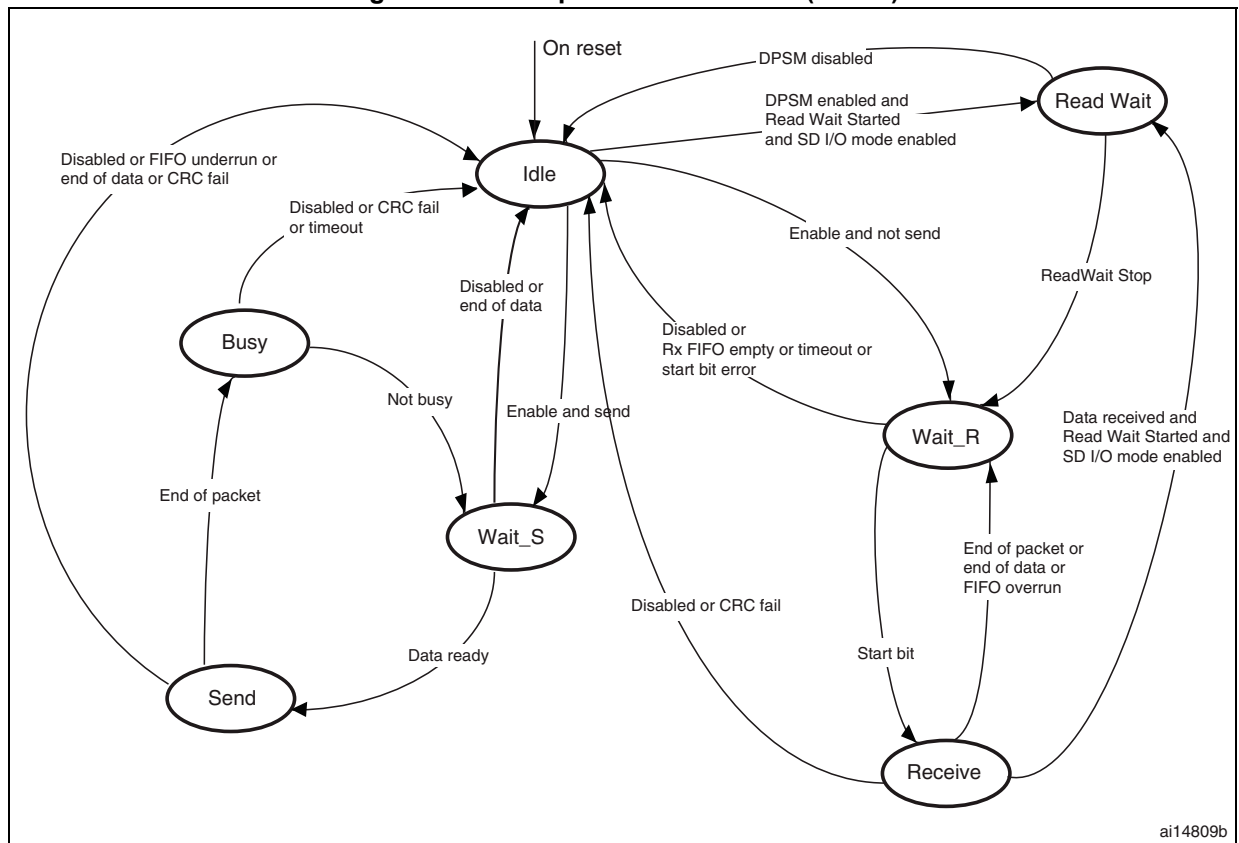 On reset
DPSM disabled
Read Wait
DPSM enabled and
Read Wait Started
and SD I/O mode enabled
Disabled or FIFO underrun or
end of data or CRC fail
Idle
Disabled or CRC fail
or timeout
Enable and not send
ReadWait Stop
Disabled or
end of data
Disabled or
Rx FIFO empty or timeout or
start bit error
Busy
Not busy
Enable and send
Data received and
Read Wait Started and
SD I/O mode enabled
Wait_R
End of packet
Wait_S
End of packet or
end of data or
FIFO overrun
Disabled or CRC fail
Data ready
Start bit
Send
Receive
ai14809b